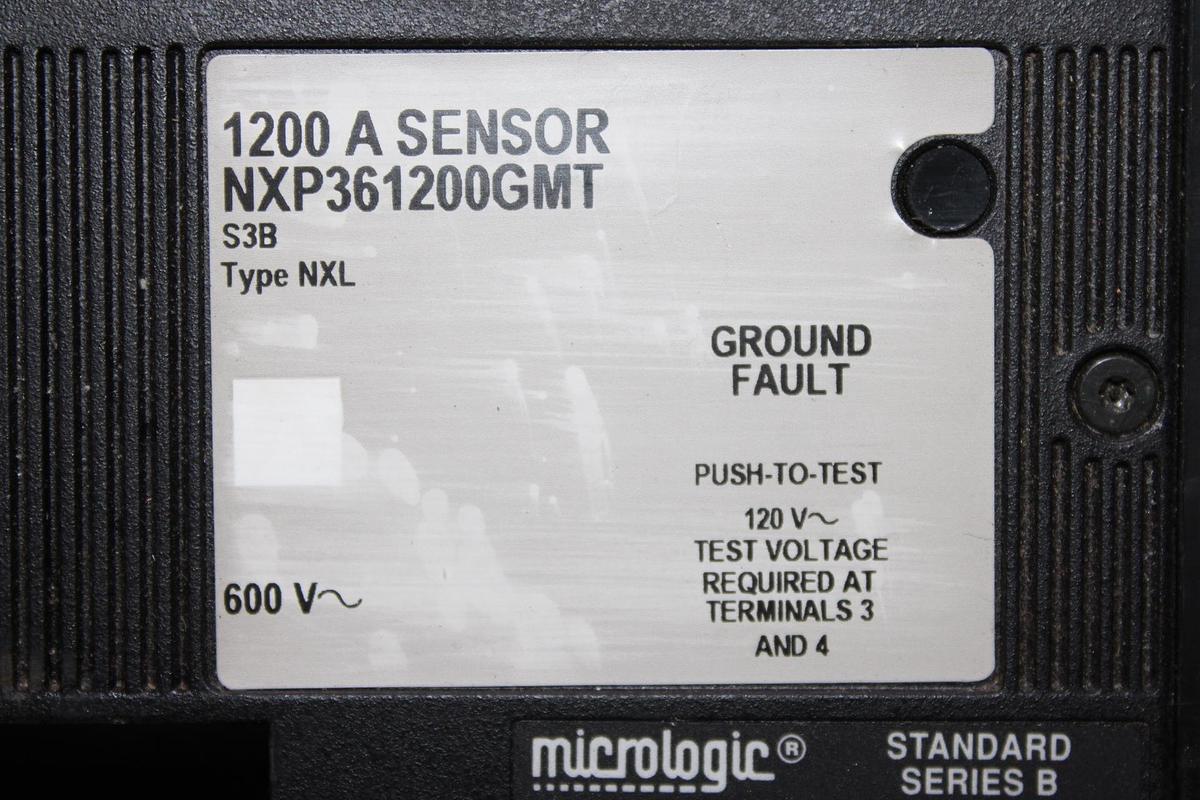 1200 A SENSOR
NXP361200GMT
S3B
Type NXL
GROUND
FAULT
PUSH-TO-TEST
120 V~
TEST VOLTAGE
REQUIRED AT
TERMINALS 3
AND 4
600 V~
micrologic®
STANDARD
SERIES B